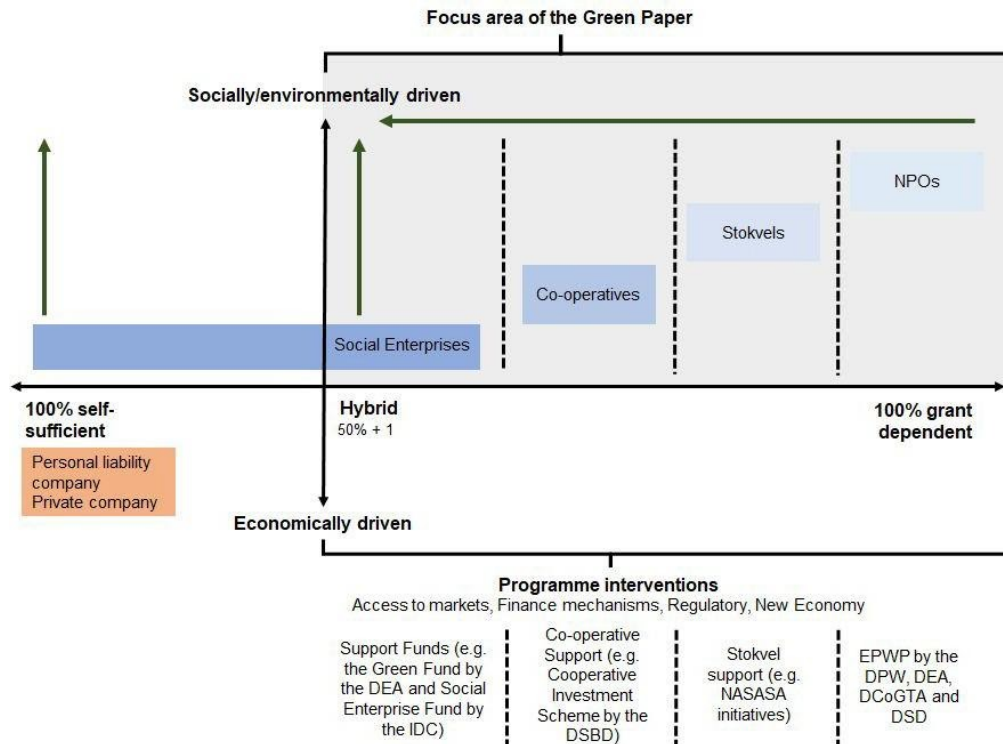 Focus area of the Green Paper
Socially/environmentally driven
NPOs
Stokvels
Co-operatives
Social Enterprises
100% self-
sufficient
Hybrid
50% + 1
100% grant
dependent
Personal liability
company
Private company
Economically driven
Programme interventions
Access to markets, Finance mechanisms, Regulatory, New Economy
Support Funds (e.g.
the Green Fund by
the DEA and Social
Enterprise Fund by
the IDC)
Co-operative
Support (e.g.
Cooperative
Investment
Scheme by the
DSBD)
Stokvel
support (e.g.
NASASA
initiatives)
EPWP by the
DPW, DEA,
DCoGTA and
DSD